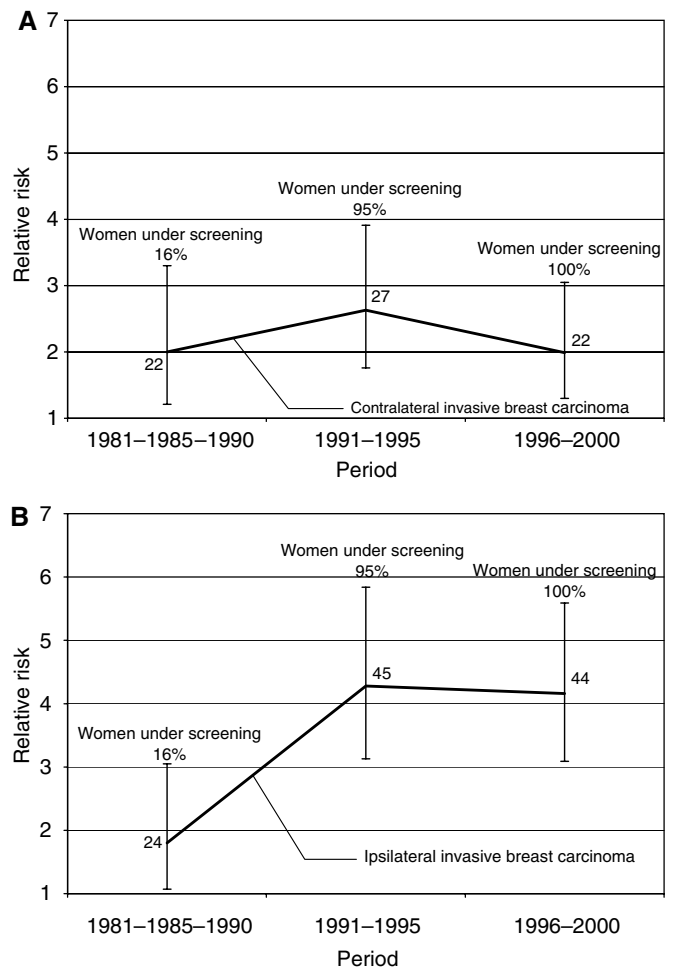 A
7
6
5
4
3
2
1
Relative risk
Women under screening
16%
Women under screening
95%
Women under screening
100%
22
27
22
Contralateral invasive breast carcinoma
1981–1985–1990
1991–1995
1996–2000
Period
B
7
6
5
4
3
2
1
Relative risk
Women under screening
95%
Women under screening
100%
Women under screening
16%
24
45
44
Ipsilateral invasive breast carcinoma
1981–1985–1990
1991–1995
1996–2000
Period